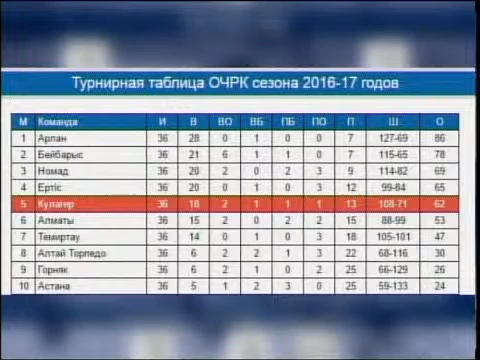 Турнирная таблица ОЧРК сезона 2016-17 годов
М Команда И В ВО ВБ ПБ ПО П Ш О
1 Арлан 36 28 0 1 0 0 7 127-69 86
2 Бейбарыс 36 21 6 1 1 0 7 115-65 78
3 Номад 36 20 2 0 2 3 9 114-82 69
4 Ертіс 36 20 0 1 0 3 12 99-84 65
5 Кулагер 36 18 2 1 1 1 13 108-71 62
6 Алматы 36 15 2 0 2 2 15 88-99 53
7 Темиртау 36 14 0 1 0 3 18 105-101 47
8 Алтай Торпедо 36 6 2 2 1 3 22 68-116 30
9 Горняк 36 6 2 1 0 2 25 66-129 26
10 Астана 36 5 1 2 3 0 25 59-133 24